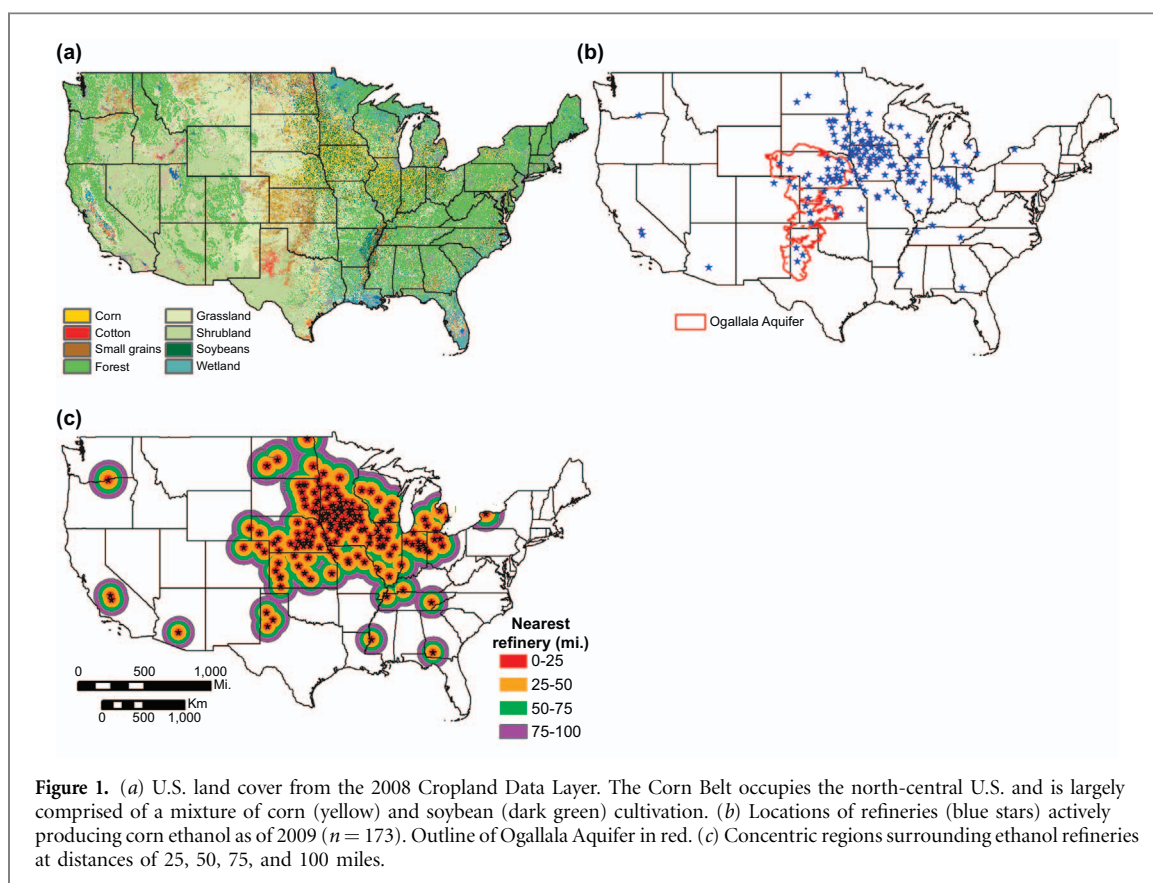 (a)
(b)
Corn
Grassland
Cotton
Shrubland
Small grains
Soybeans
Forest
Wetland
Ogallala Aquifer
(c)
Nearest
refinery (mi.)
0-25
25-50
50-75
75-100
0 500 1,000
Mi.
Km
0 500 1,000
Figure 1. (a) U.S. land cover from the 2008 Cropland Data Layer. The Corn Belt occupies the north-central U.S. and is largely
comprised of a mixture of corn (yellow) and soybean (dark green) cultivation. (b) Locations of refineries (blue stars) actively
producing corn ethanol as of 2009 (n = 173). Outline of Ogallala Aquifer in red. (c) Concentric regions surrounding ethanol refineries
at distances of 25, 50, 75, and 100 miles.